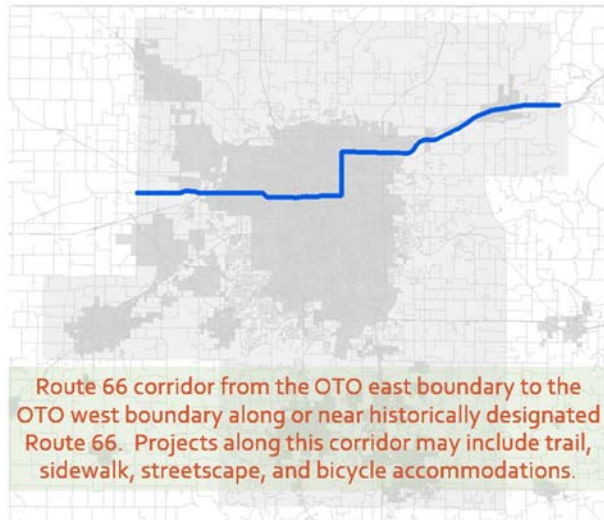 Route 66 corridor from the OTO east boundary to the
OTO west boundary along or near historically designated
Route 66.  Projects along this corridor may include trail,
sidewalk, streetscape, and bicycle accommodations.